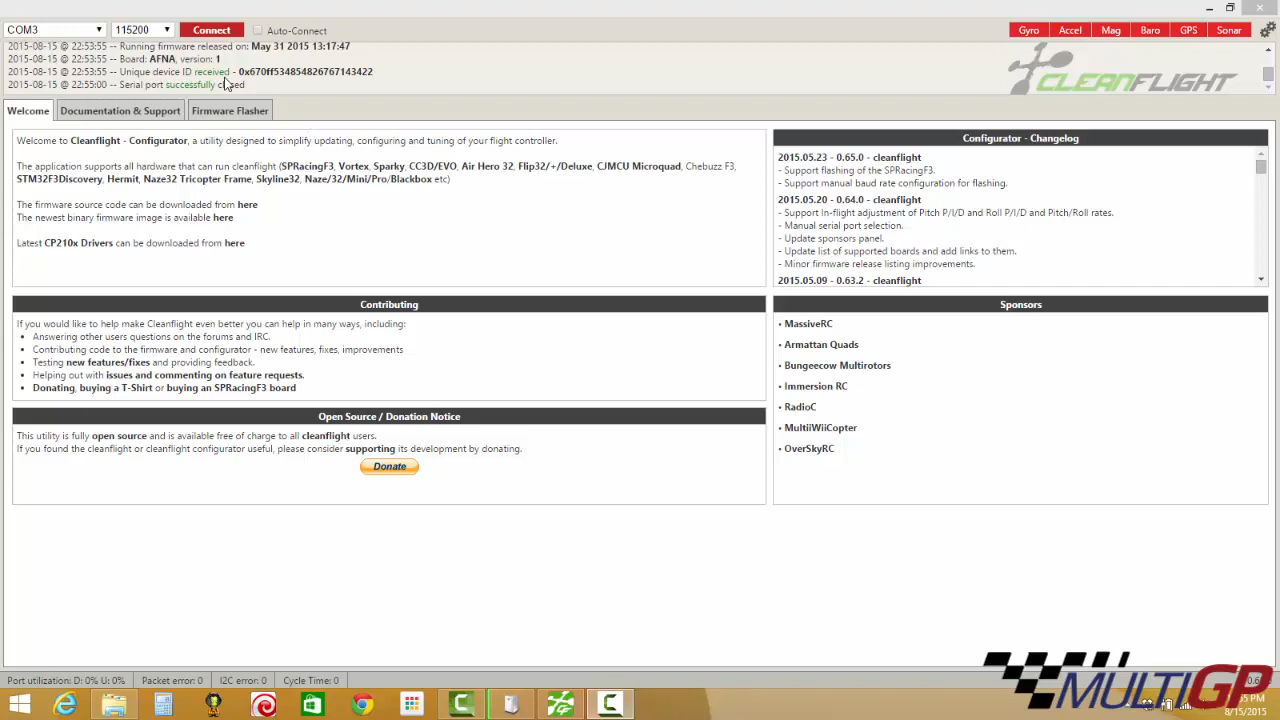 COM3
115200
Connect
Auto-Connect
Gyro
Accel
Mag
Baro
GPS
Sonar
2015-08-15 @ 22:53:55 -- Running firmware released on: May 31 2015 13:17:47
2015-08-15 @ 22:53:55 -- Board: AFNA, version: 1
2015-08-15 @ 22:53:55 -- Unique device ID received - 0x670ff534854826767143422
2015-08-15 @ 22:55:00 -- Serial port successfully
CLEANFLIGHT
Welcome
Documentation & Support
Firmware Flasher
Welcome to Cleanflight - Configurator, a utility designed to simplify updating, configuring and tuning of your flight controller.
The application supports all hardware that can run cleanflight (SPRacingF3, Vortex, Sparky, CC3D/EVO, Air Hero 32, Flip32/+/Deluxe, CJMCU Microquad, Chebuzz F3,
STM32F3Discovery, Hermit, Naze32 Tricopter Frame, Skyline32, Naze/32/Mini/Pro/Blackbox etc)
The firmware source code can be downloaded from here
The newest binary firmware image is available here
Latest CP210x Drivers can be downloaded from here
Configurator - Changelog
2015.05.23 - 0.65.0 - cleanflight
- Support flashing of the SPRacingF3.
- Support manual baud rate configuration for flashing.
2015.05.20 - 0.64.0 - cleanflight
- Support In-flight adjustment of Pitch P/I/D and Roll P/I/D and Pitch/Roll rates.
- Manual serial port selection.
- Update sponsors panel.
- Update list of supported boards and add links to them.
- Minor firmware release listing improvements.
2015.05.09 - 0.63.2 - cleanflight
Contributing
If you would like to help make Cleanflight even better you can help in many ways, including:
• Answering other users questions on the forums and IRC.
• Contributing code to the firmware and configurator - new features, fixes, improvements
• Testing new features/fixes and providing feedback.
• Helping out with issues and commenting on feature requests.
• Donating, buying a T-Shirt or buying an SPRacingF3 board
Sponsors
• MassiveRC
• Armattan Quads
• Bungeecow Multirotors
• Immersion RC
• RadioC
• MultiWiiCopter
• OverSkyRC
Open Source / Donation Notice
This utility is fully open source and is available free of charge to all cleanflight users.
If you found the cleanflight or cleanflight configurator useful, please consider supporting its development by donating.
Donate
Port utilization: D: 0% U: 0%
Packet error: 0
I2C error: 0
Cycle Time: 0
MULTIGP
8/15/2015